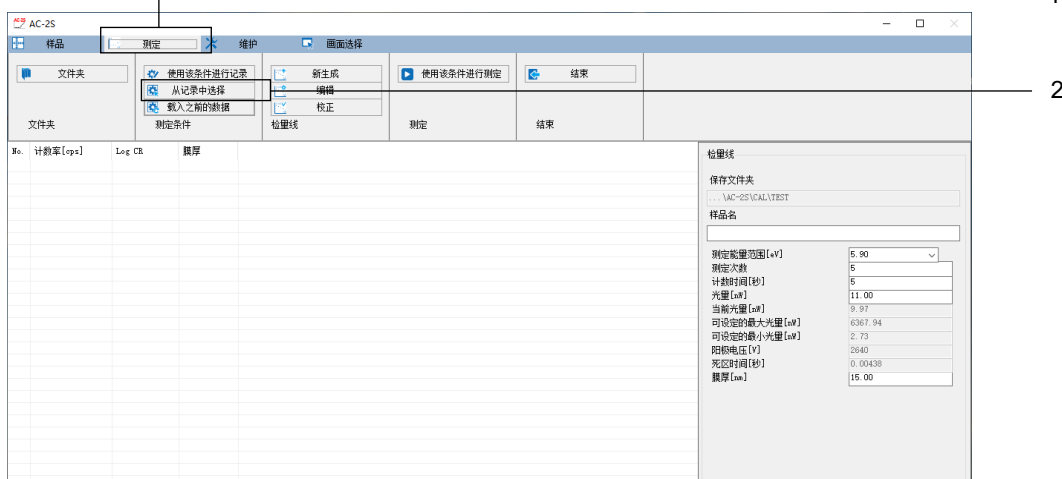 AC-2S
样品 测定 维护 画面选择
文件夹 使用该条件进行记录 新生成 使用该条件进行测定 结束
从记录中选择 编辑
载入之前的数据 校正
文件夹 测定条件 检量线 测定 结束
2
No. 计数率[cps] Log CR 膜厚
检量线
保存文件夹
...\AC-2S\CAL\TEST
样品名
测定能量范围[eV] 5.90
测定次数 5
计数时间[秒] 5
光量[nW] 11.00
当前光量[nW] 9.97
可设定的最大光量[nW] 6367.94
可设定的最小光量[nW] 2.73
阳极电压[V] 2640
死区时间[秒] 0.00438
膜厚[nm] 15.00